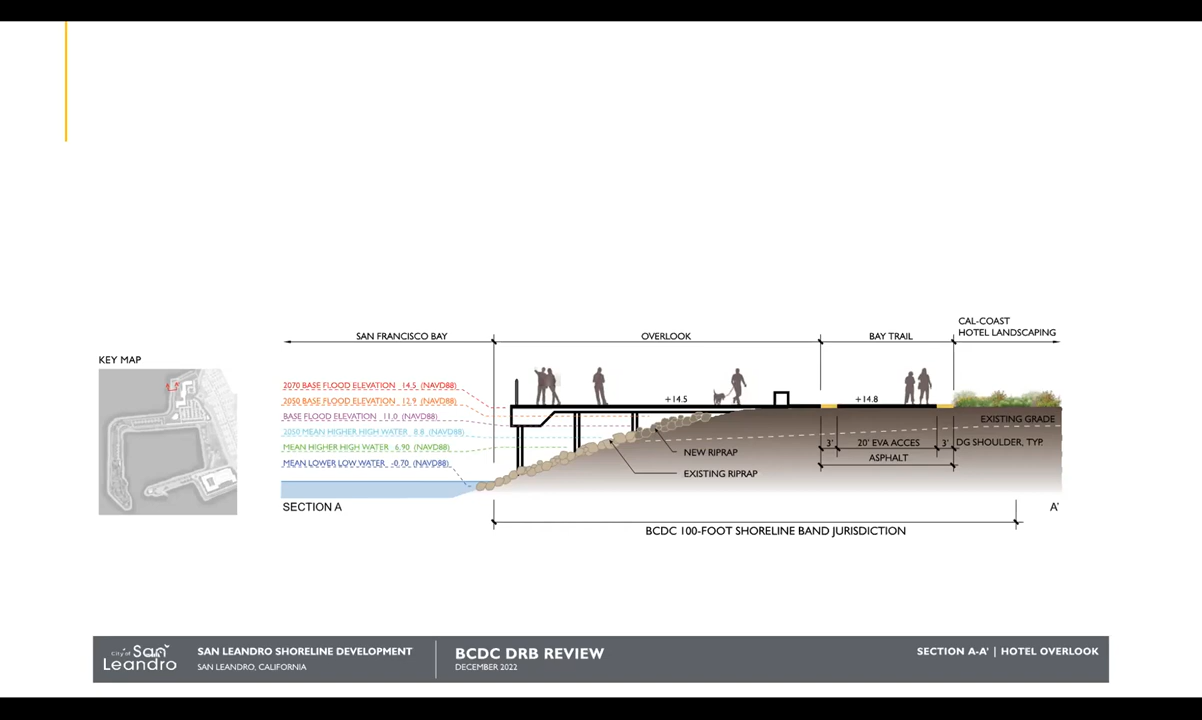 CAL-COAST
HOTEL LANDSCAPING
SAN FRANCISCO BAY
OVERLOOK
BAY TRAIL
KEY MAP
2070 BASE FLOOD ELEVATION 14.5 (NAVD88)
2050 BASE FLOOD ELEVATION 12.9 (NAVD88)
BASE FLOOD ELEVATION 11.0 (NAVD88)
2050 MEAN HIGHER HIGH WATER 8.8 (NAVD88)
MEAN HIGHER HIGH WATER 6.90 (NAVD88)
MEAN LOWER LOW WATER -0.70 (NAVD88)
+14.5
+14.8
EXISTING GRADE
3'
20' EVA ACCES
3'
DG SHOULDER, TYP.
ASPHALT
NEW RIPRAP
EXISTING RIPRAP
SECTION A
A'
BCDC 100-FOOT SHORELINE BAND JURISDICTION
City of San
Leandro
SAN LEANDRO SHORELINE DEVELOPMENT
SAN LEANDRO, CALIFORNIA
BCDC DRB REVIEW
DECEMBER 2022
SECTION A-A' | HOTEL OVERLOOK